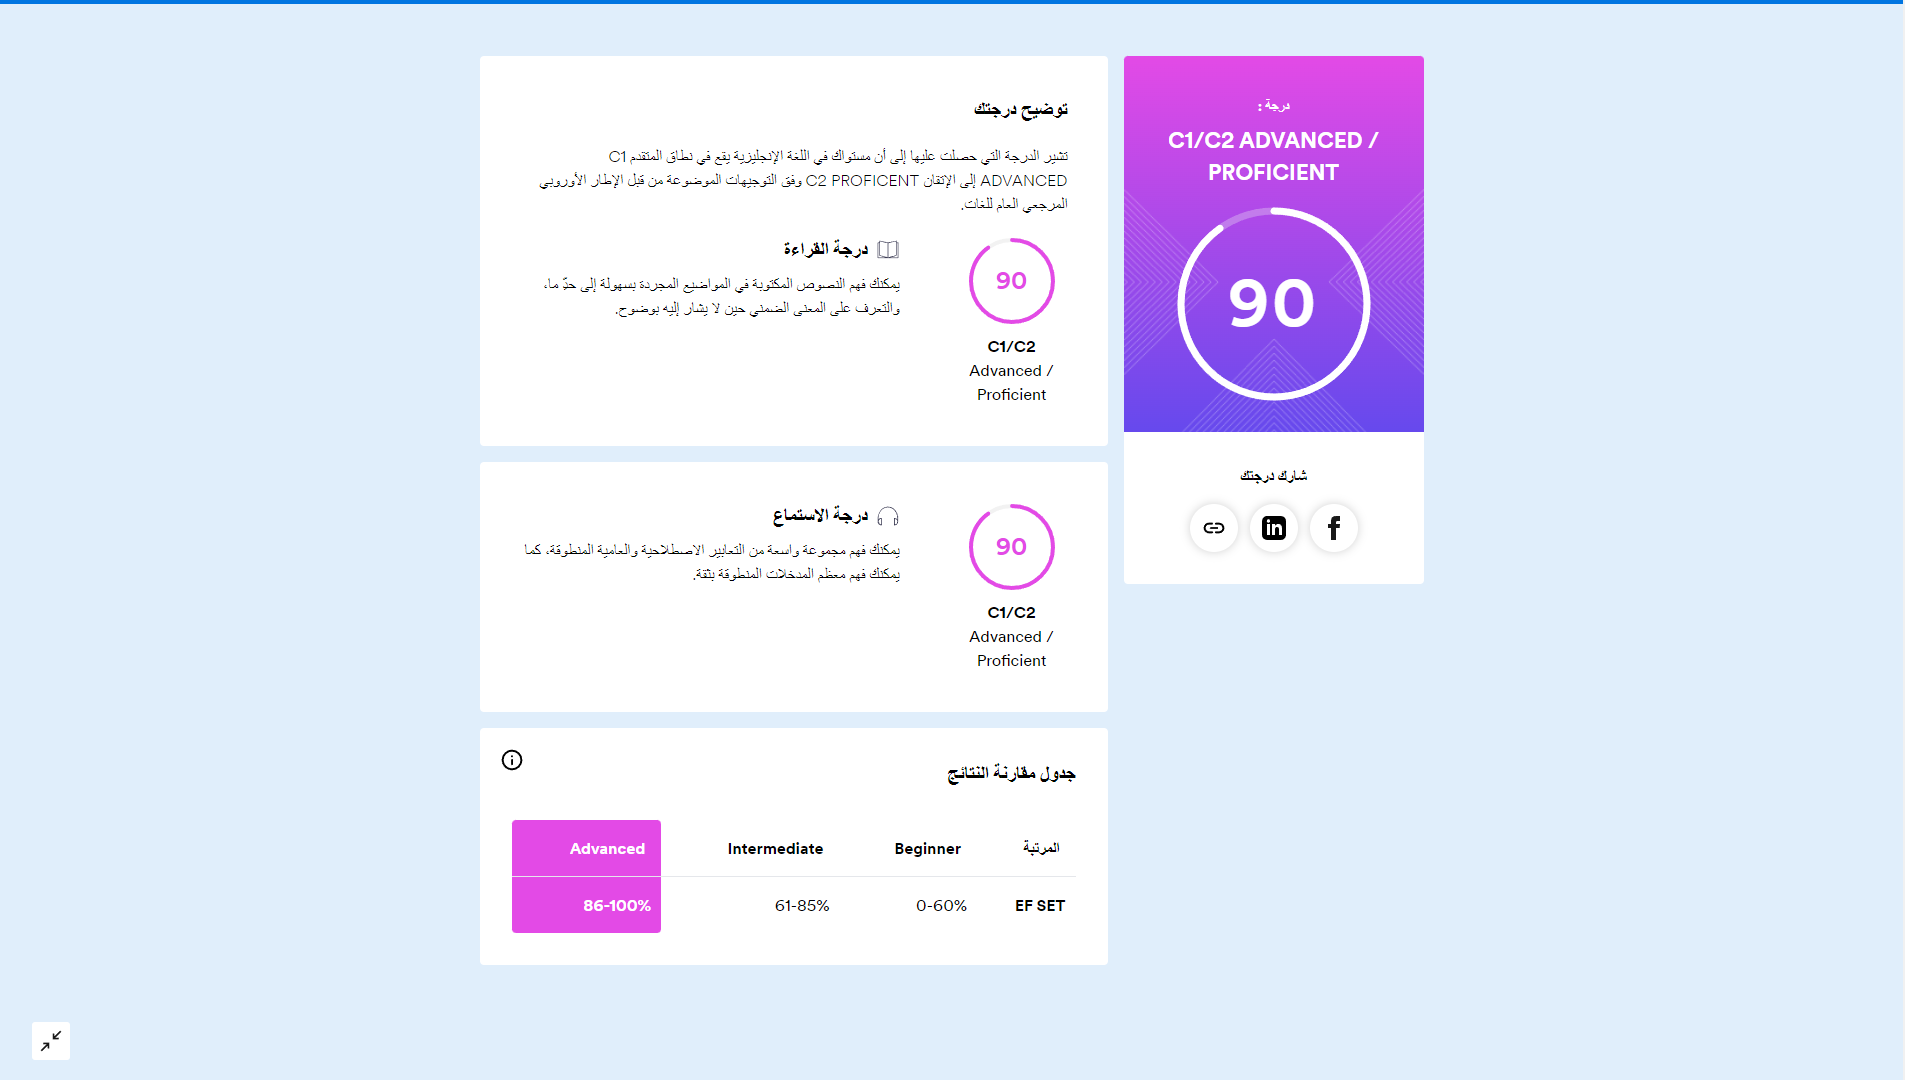 درجة :
C1/C2 ADVANCED /
PROFICIENT
90
شارك درجتك
توضيح درجتك
تشير الدرجة التي حصلت عليها إلى أن مستواك في اللغة الإنجليزية يقع في نطاق المتقدم C1
ADVANCED إلى الإتقان C2 PROFICENT وفق التوجيهات الموضوعة من قبل الإطار الأوروبي
المرجعي العام للغات.
90
C1/C2
Advanced /
Proficient
درجة القراءة
يمكنك فهم النصوص المكتوبة في المواضيع المجردة بسهولة إلى حدٍّ ما،
والتعرف على المعنى الضمني حين لا يشار إليه بوضوح.
90
C1/C2
Advanced /
Proficient
درجة الاستماع
يمكنك فهم مجموعة واسعة من التعابير الاصطلاحية والعامية المنطوقة، كما
يمكنك فهم معظم المدخلات المنطوقة بثقة.
جدول مقارنة النتائج
المرتبة Beginner Intermediate Advanced
EF SET 0-60% 61-85% 86-100%